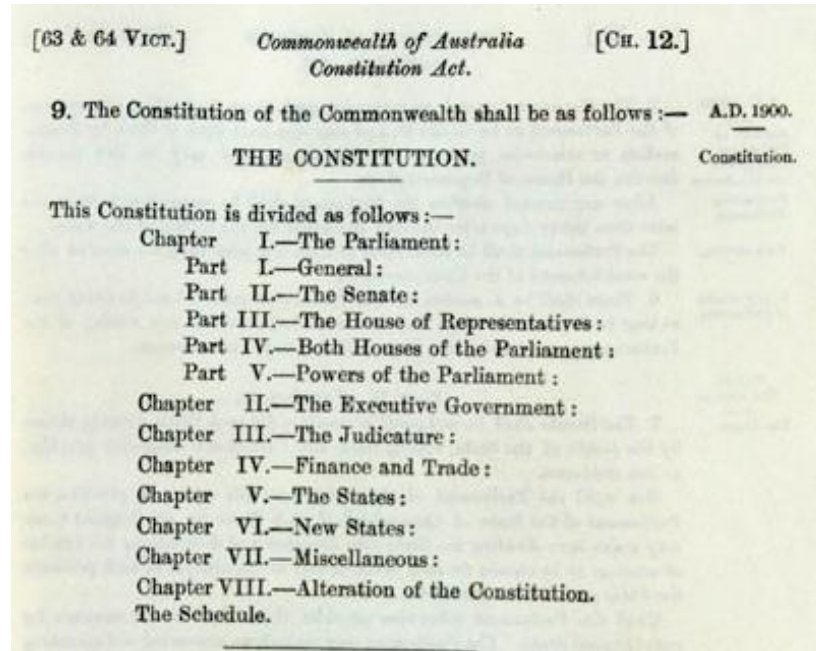 [63 & 64 VICT.] Commonwealth of Australia [CH. 12.]
Constitution Act.
9. The Constitution of the Commonwealth shall be as follows :— A.D. 1900.
THE CONSTITUTION. Constitution.
This Constitution is divided as follows :—
Chapter I.—The Parliament :
Part I.—General :
Part II.—The Senate :
Part III.—The House of Representatives :
Part IV.—Both Houses of the Parliament :
Part V.—Powers of the Parliament :
Chapter II.—The Executive Government :
Chapter III.—The Judicature :
Chapter IV.—Finance and Trade :
Chapter V.—The States :
Chapter VI.—New States :
Chapter VII.—Miscellaneous :
Chapter VIII.—Alteration of the Constitution.
The Schedule.